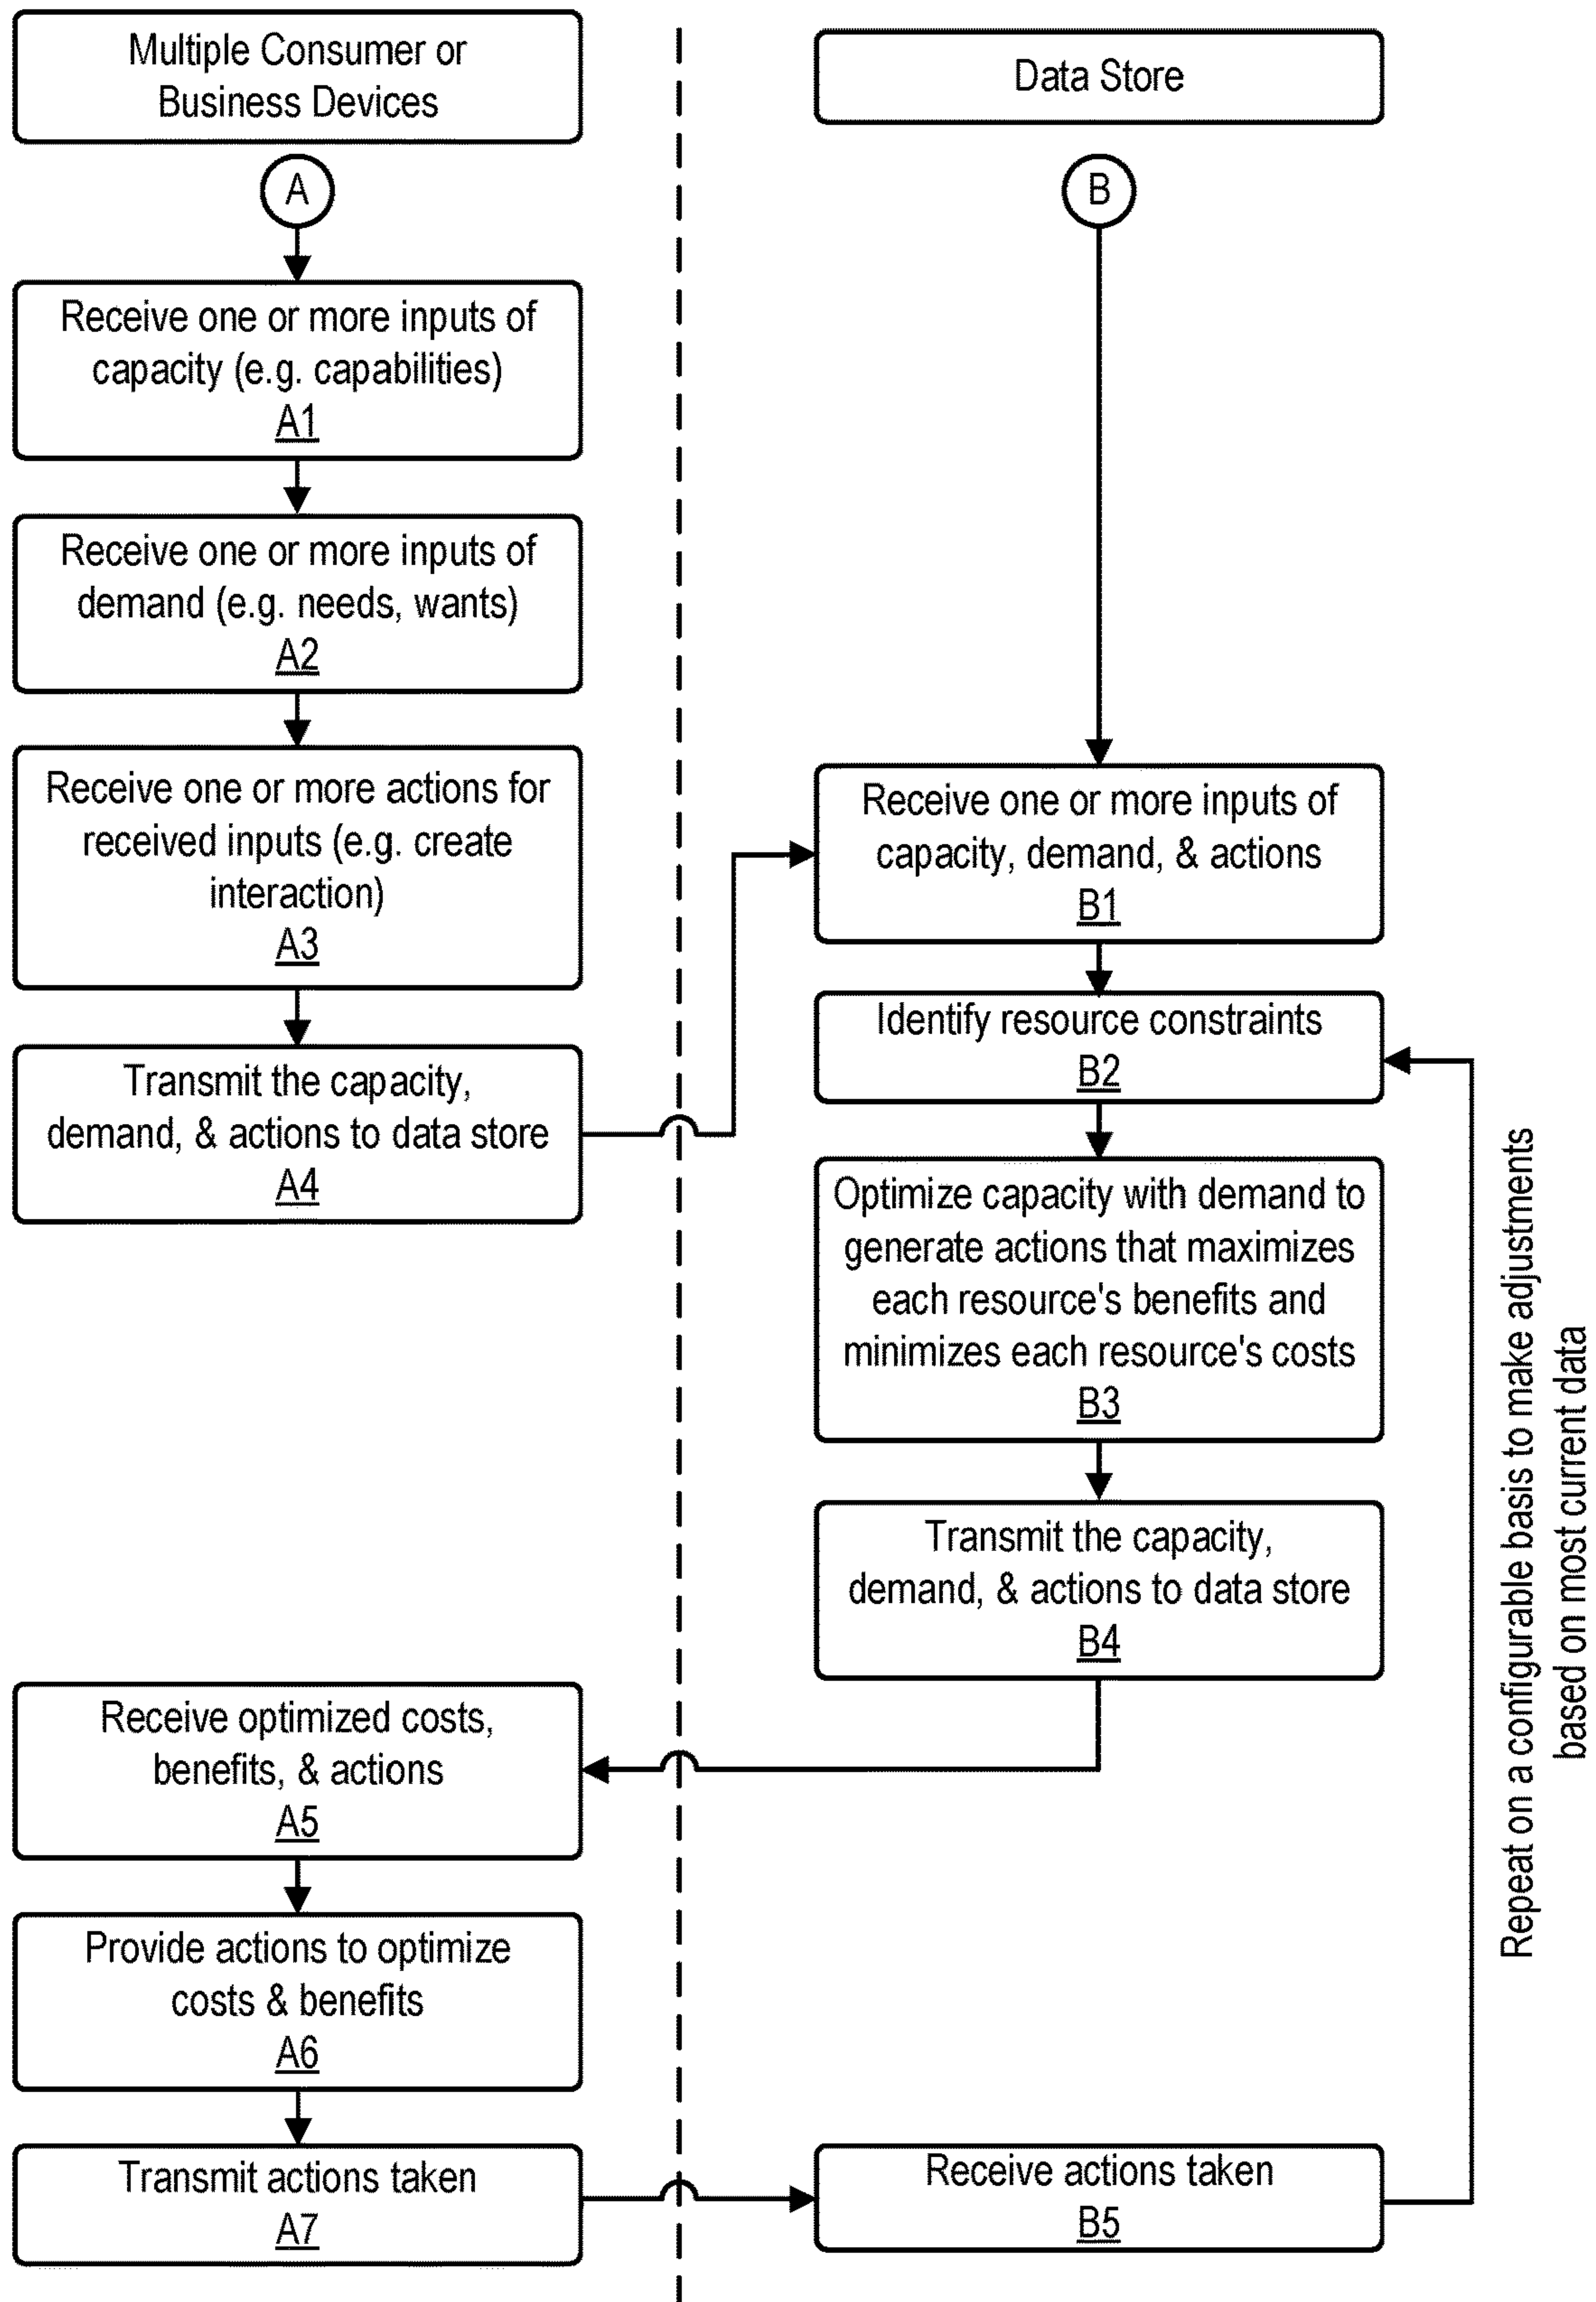 Multiple Consumer or
Business Devices
A
Receive one or more inputs of
capacity (e.g. capabilities)
A1
Receive one or more inputs of
demand (e.g. needs, wants)
A2
Receive one or more actions for
received inputs (e.g. create
interaction)
A3
Transmit the capacity,
demand, & actions to data store
A4
Receive optimized costs,
benefits, & actions
A5
Provide actions to optimize
costs & benefits
A6
Transmit actions taken
A7
Data Store
B
Receive one or more inputs of
capacity, demand, & actions
B1
Identify resource constraints
B2
Optimize capacity with demand to
generate actions that maximizes
each resource's benefits and
minimizes each resource's costs
B3
Transmit the capacity,
demand, & actions to data store
B4
Receive actions taken
B5
Repeat on a configurable basis to make adjustments
based on most current data